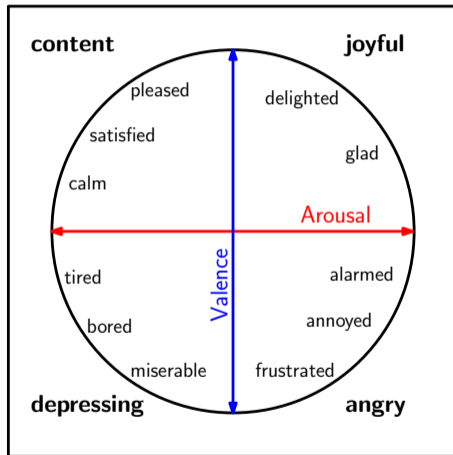 content
joyful
pleased
delighted
satisfied
glad
calm
Arousal
Valence
tired
alarmed
bored
annoyed
miserable
frustrated
depressing
angry